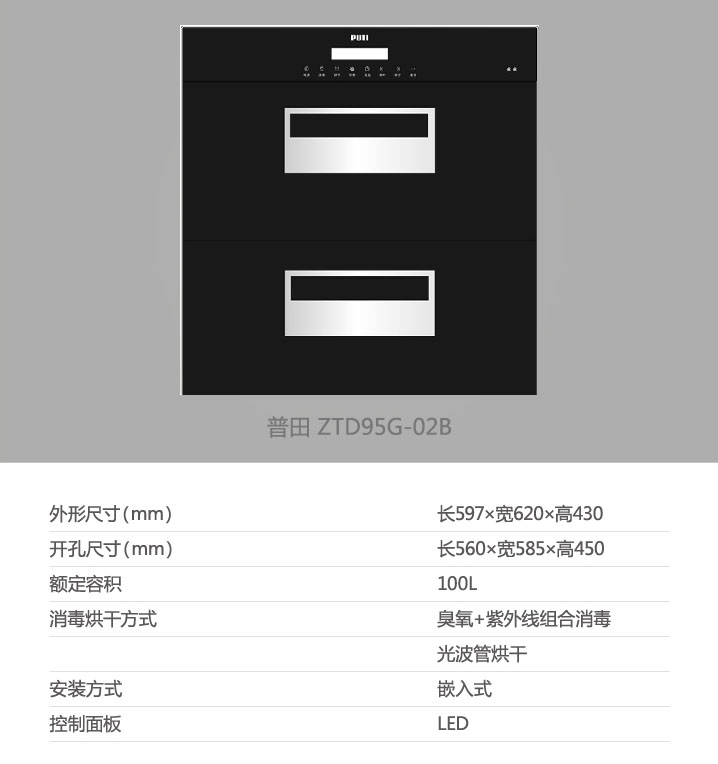 PUTI
普田 ZTD95G-02B
外形尺寸(mm) 长597×宽620×高430
开孔尺寸(mm) 长560×宽585×高450
额定容积 100L
消毒烘干方式 臭氧+紫外线组合消毒
光波管烘干
安装方式 嵌入式
控制面板 LED